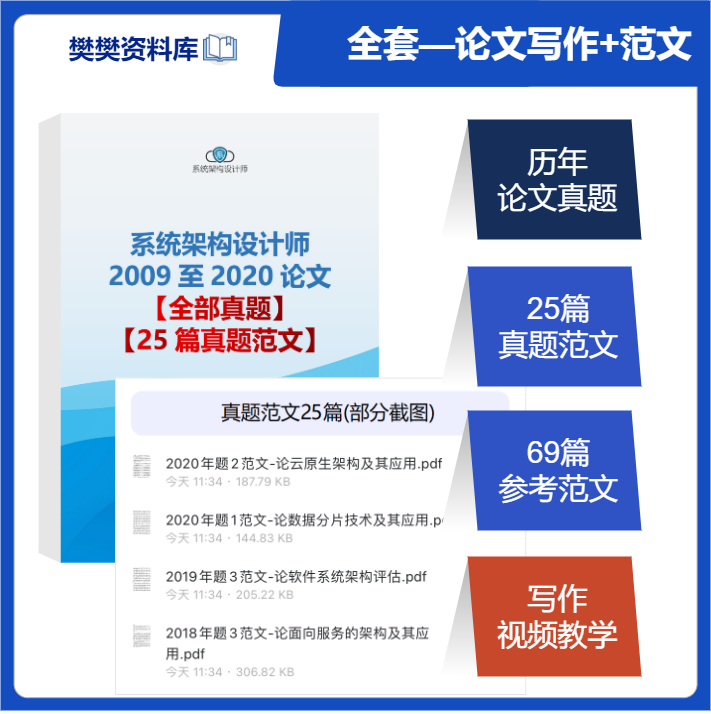 樊樊资料库
全套—论文写作+范文
系统架构设计师
系统架构设计师
2009 至 2020 论文
【全部真题】
【25 篇真题范文】
真题范文25篇(部分截图)
2020年题2范文-论云原生架构及其应用.pdf
今天 11:34 · 187.79 KB
2020年题1范文-论数据分片技术及其应用.p
今天 11:34 · 144.83 KB
2019年题3范文-论软件系统架构评估.pdf
今天 11:34 · 205.22 KB
2018年题3范文-论面向服务的架构及其应
用.pdf
今天 11:34 · 306.82 KB
历年
论文真题
25篇
真题范文
69篇
参考范文
写作
视频教学